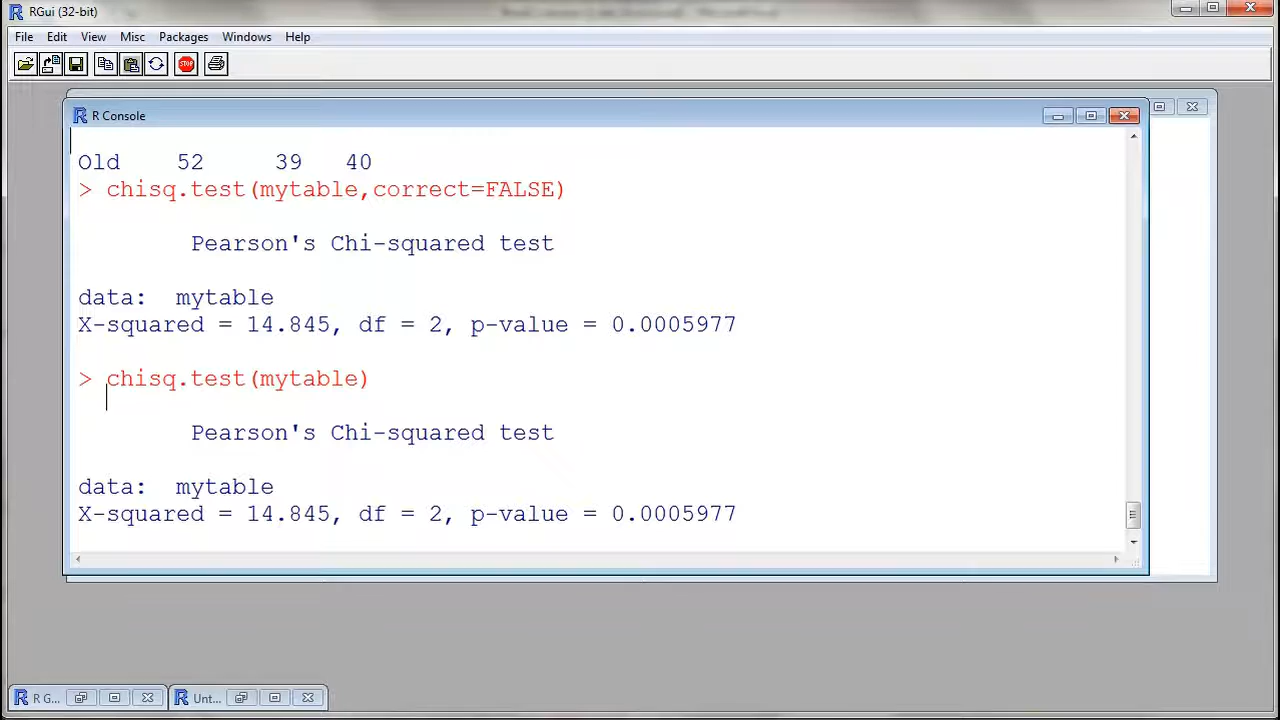 RGui (32-bit)
File Edit View Misc Packages Windows Help
STOP
R Console
Old 52 39 40
> chisq.test(mytable,correct=FALSE)
Pearson's Chi-squared test
data: mytable
X-squared = 14.845, df = 2, p-value = 0.0005977
> chisq.test(mytable)
Pearson's Chi-squared test
data: mytable
X-squared = 14.845, df = 2, p-value = 0.0005977
R G... Unt...